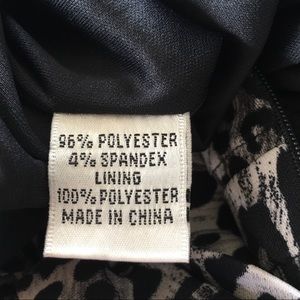 96% POLYESTER
4% SPANDEX
LINING
100% POLYESTER
MADE IN CHINA